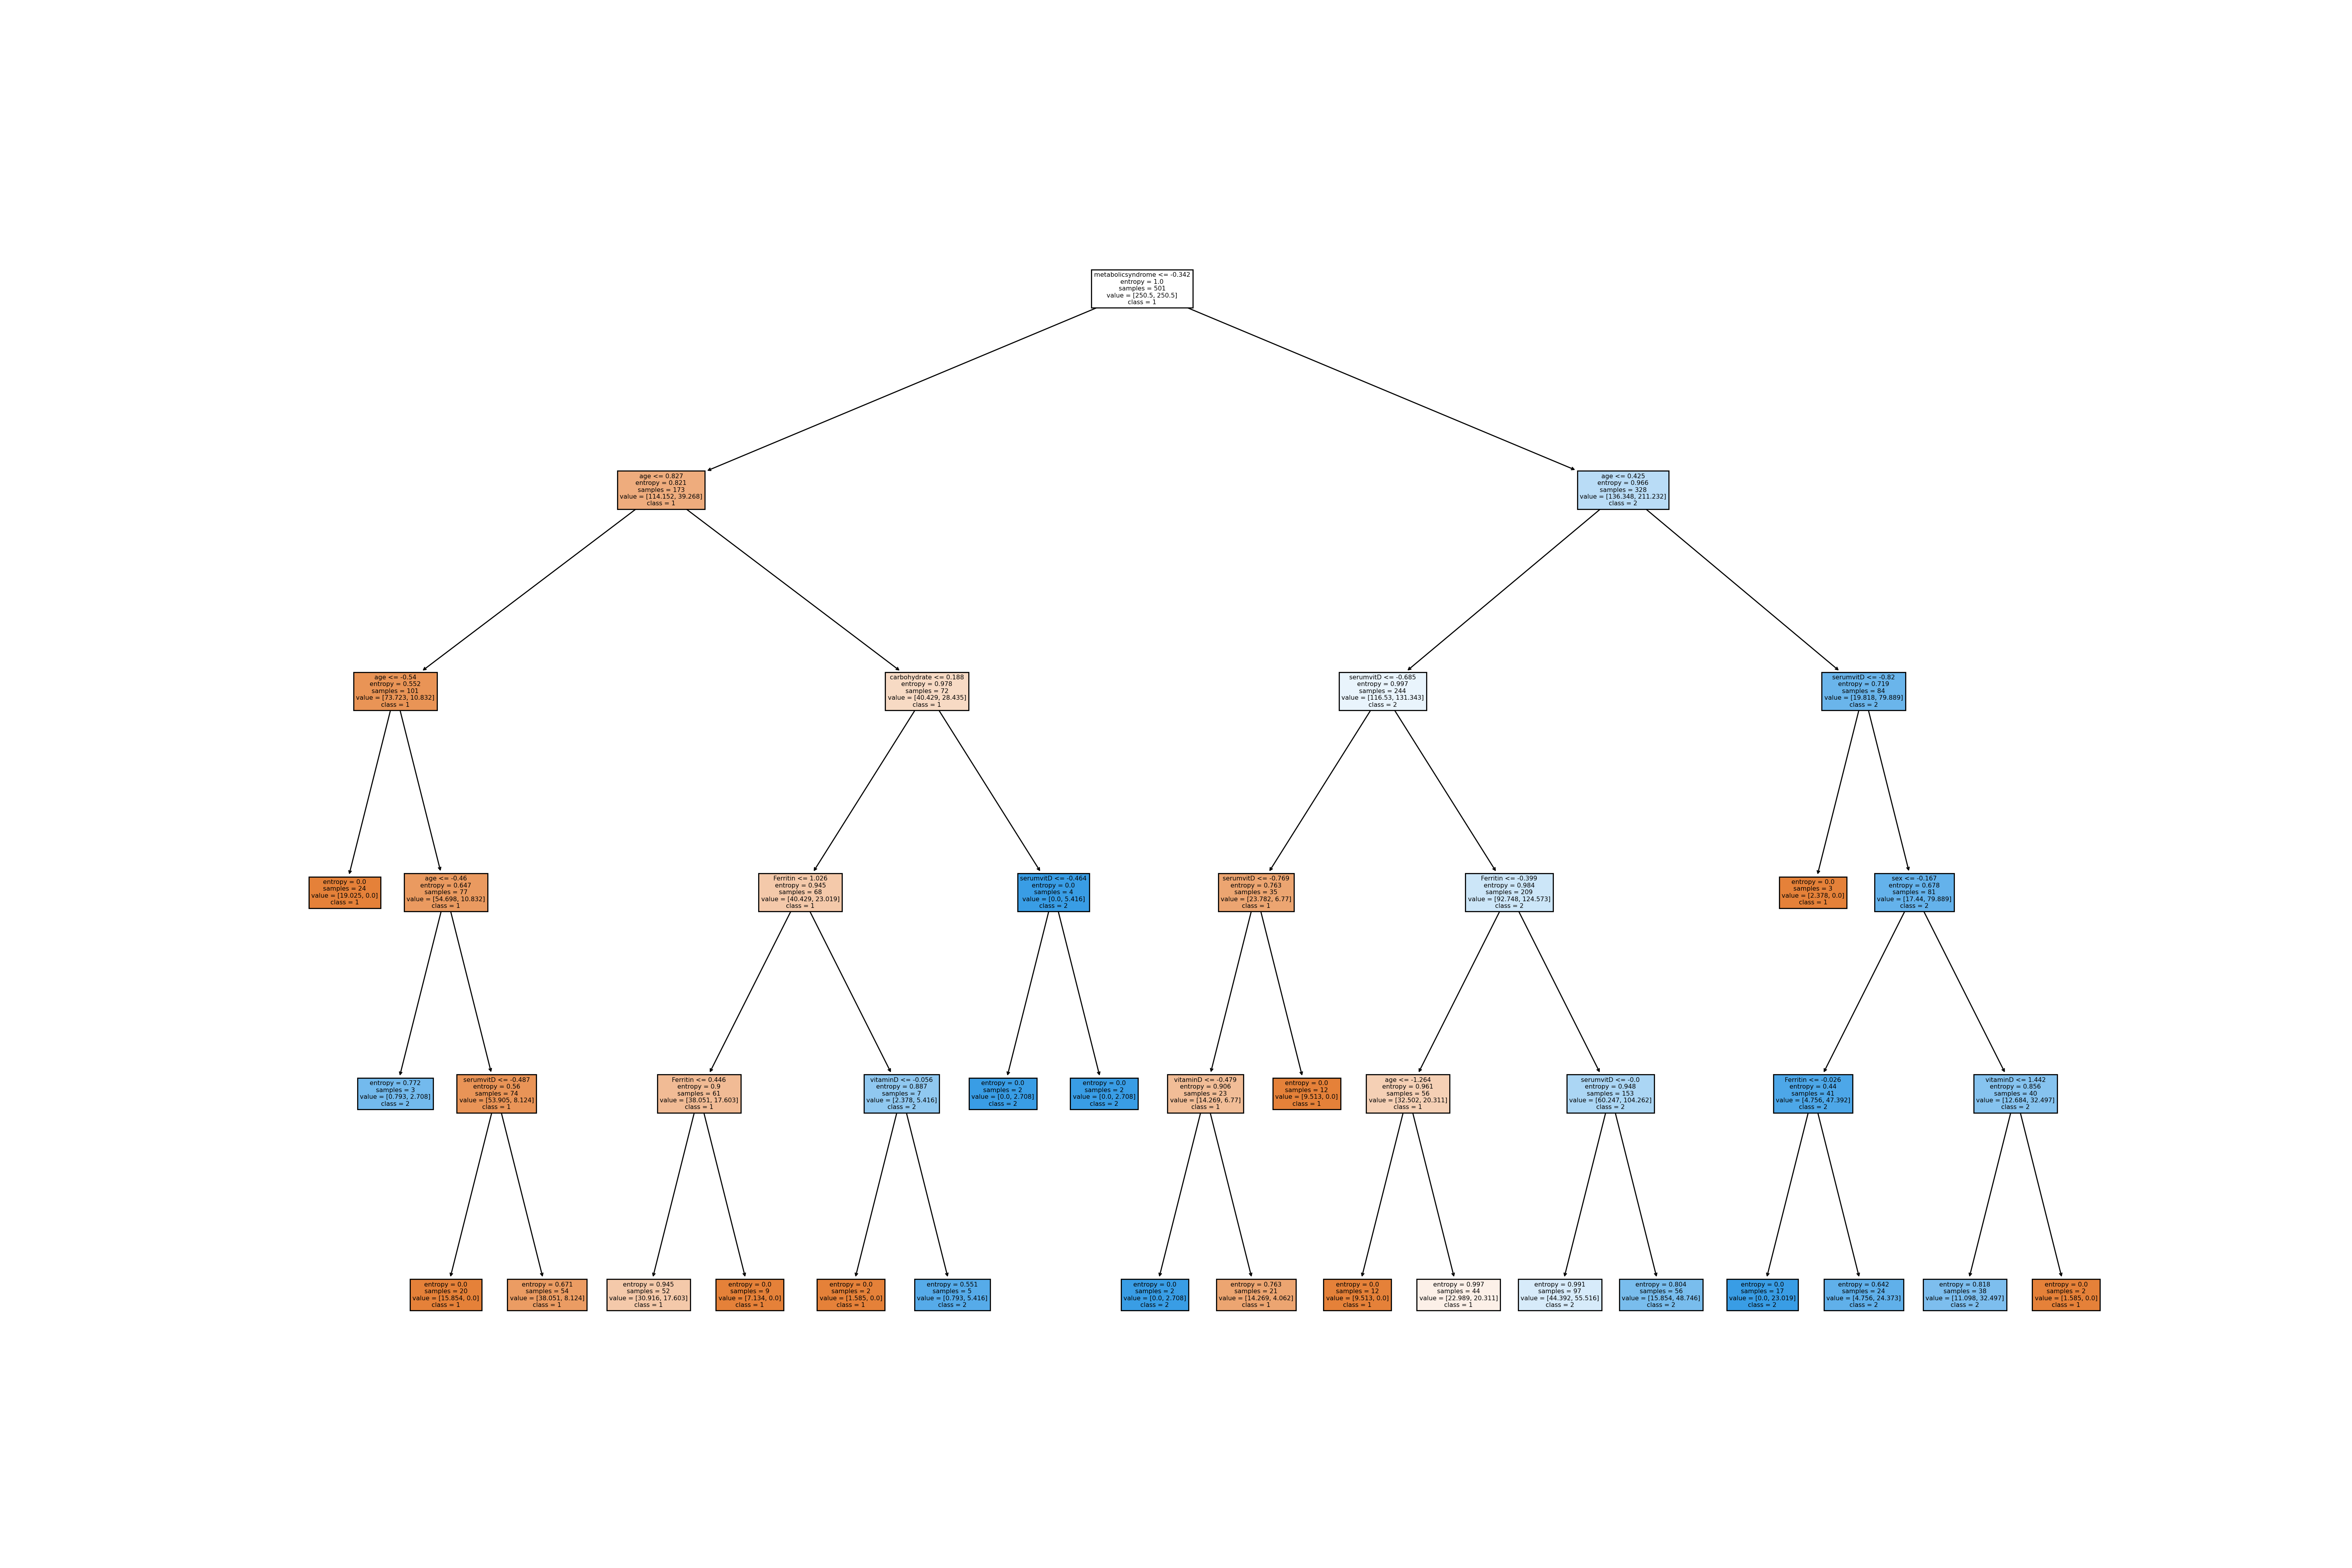 metabolicsyndrome <= -0.342
entropy = 1.0
samples = 501
value = [250.5, 250.5]
class = 1
age <= 0.827
entropy = 0.821
samples = 173
value = [114.152, 39.268]
class = 1
age <= 0.425
entropy = 0.966
samples = 328
value = [136.348, 211.232]
class = 2
age <= -0.54
entropy = 0.552
samples = 101
value = [73.723, 10.832]
class = 1
carbohydrate <= 0.188
entropy = 0.978
samples = 72
value = [40.429, 28.435]
class = 1
serumvitD <= -0.685
entropy = 0.997
samples = 244
value = [116.53, 131.343]
class = 2
serumvitD <= -0.82
entropy = 0.719
samples = 84
value = [19.818, 79.889]
class = 2
entropy = 0.0
samples = 24
value = [19.025, 0.0]
class = 1
age <= -0.46
entropy = 0.647
samples = 77
value = [54.698, 10.832]
class = 1
Ferritin <= 1.026
entropy = 0.945
samples = 68
value = [40.429, 23.019]
class = 1
serumvitD <= -0.464
entropy = 0.0
samples = 4
value = [0.0, 5.416]
class = 2
serumvitD <= -0.769
entropy = 0.763
samples = 35
value = [23.782, 6.77]
class = 1
Ferritin <= -0.399
entropy = 0.984
samples = 209
value = [92.748, 124.573]
class = 2
entropy = 0.0
samples = 3
value = [2.378, 0.0]
class = 1
sex <= -0.167
entropy = 0.678
samples = 81
value = [17.44, 79.889]
class = 2
entropy = 0.772
samples = 3
value = [0.793, 2.708]
class = 2
serumvitD <= -0.487
entropy = 0.56
samples = 74
value = [53.905, 8.124]
class = 1
Ferritin <= 0.446
entropy = 0.9
samples = 61
value = [38.051, 17.603]
class = 1
vitaminD <= -0.056
entropy = 0.887
samples = 7
value = [2.378, 5.416]
class = 2
entropy = 0.0
samples = 2
value = [0.0, 2.708]
class = 2
entropy = 0.0
samples = 2
value = [0.0, 2.708]
class = 2
vitaminD <= -0.479
entropy = 0.906
samples = 23
value = [14.269, 6.77]
class = 1
entropy = 0.0
samples = 12
value = [9.513, 0.0]
class = 1
age <= -1.264
entropy = 0.961
samples = 56
value = [32.502, 20.311]
class = 1
serumvitD <= -0.0
entropy = 0.948
samples = 153
value = [60.247, 104.262]
class = 2
Ferritin <= -0.026
entropy = 0.44
samples = 41
value = [4.756, 47.392]
class = 2
vitaminD <= 1.442
entropy = 0.856
samples = 40
value = [12.684, 32.497]
class = 2
entropy = 0.0
samples = 20
value = [15.854, 0.0]
class = 1
entropy = 0.671
samples = 54
value = [38.051, 8.124]
class = 1
entropy = 0.945
samples = 52
value = [30.916, 17.603]
class = 1
entropy = 0.0
samples = 9
value = [7.134, 0.0]
class = 1
entropy = 0.0
samples = 2
value = [1.585, 0.0]
class = 1
entropy = 0.551
samples = 5
value = [0.793, 5.416]
class = 2
entropy = 0.0
samples = 2
value = [0.0, 2.708]
class = 2
entropy = 0.763
samples = 21
value = [14.269, 4.062]
class = 1
entropy = 0.0
samples = 12
value = [9.513, 0.0]
class = 1
entropy = 0.997
samples = 44
value = [22.989, 20.311]
class = 1
entropy = 0.991
samples = 97
value = [44.392, 55.516]
class = 2
entropy = 0.804
samples = 56
value = [15.854, 48.746]
class = 2
entropy = 0.0
samples = 17
value = [0.0, 23.019]
class = 2
entropy = 0.642
samples = 24
value = [4.756, 24.373]
class = 2
entropy = 0.818
samples = 38
value = [11.098, 32.497]
class = 2
entropy = 0.0
samples = 2
value = [1.585, 0.0]
class = 1